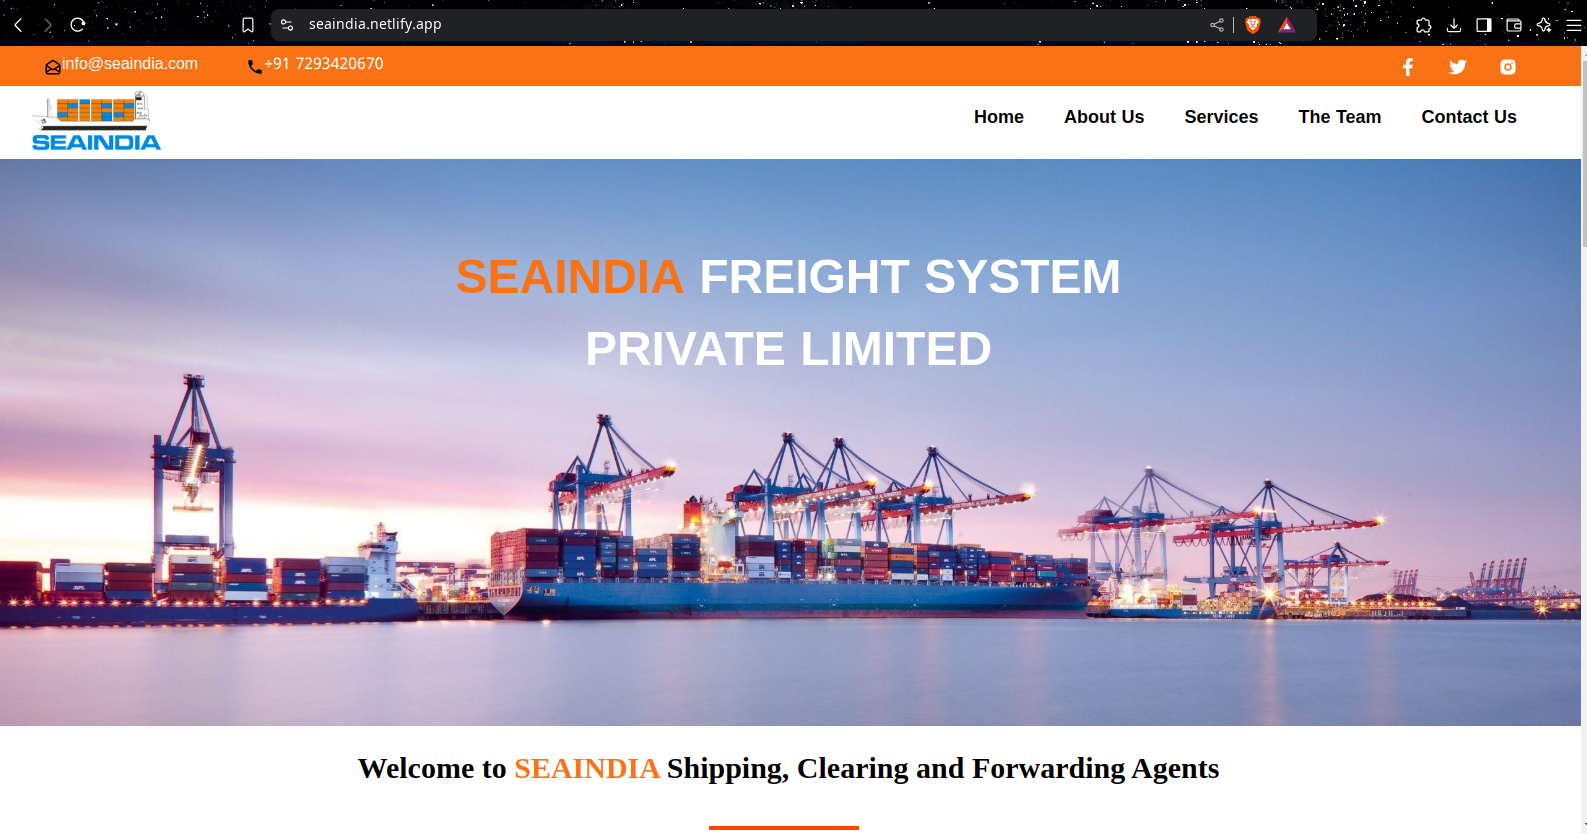 seaindia.netlify.app
info@seaindia.com
+91 7293420670
SEAINDIA
Home
About Us
Services
The Team
Contact Us
SEAINDIA FREIGHT SYSTEM
PRIVATE LIMITED
Welcome to SEAINDIA Shipping, Clearing and Forwarding Agents